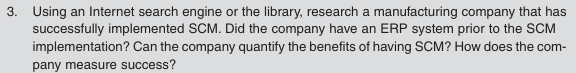 3. Using an Internet search engine or the library, research a manufacturing company that has
successfully implemented SCM. Did the company have an ERP system prior to the SCM
implementation? Can the company quantify the benefits of having SCM? How does the com-
pany measure success?